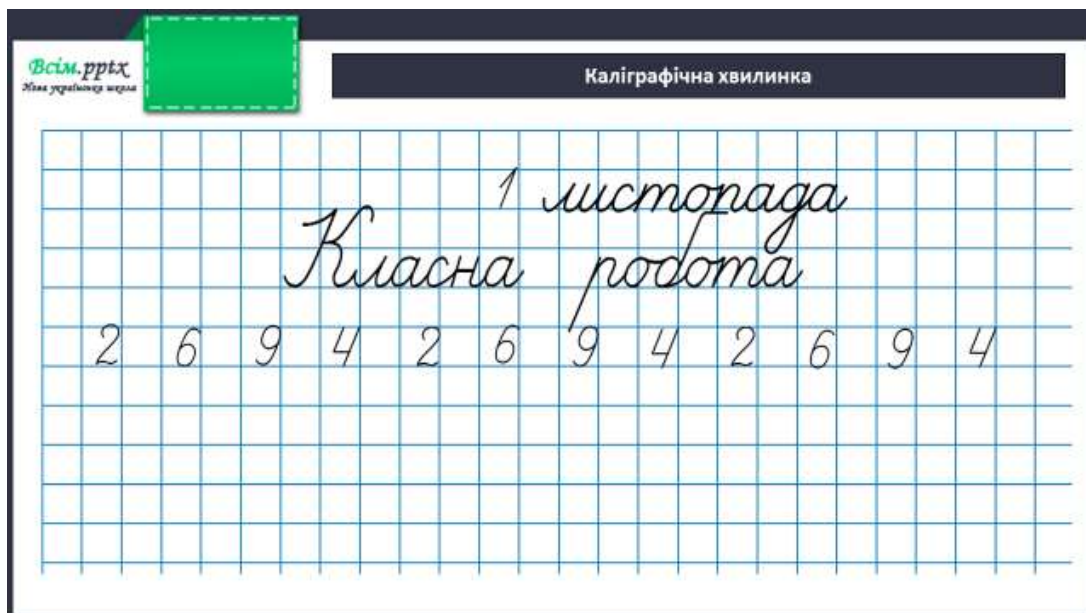 Всім.pptx
Нова українська школа
Каліграфічна хвилинка
1 листопада
Класна робота
2 6 9 4 2 6 9 4 2 6 9 4